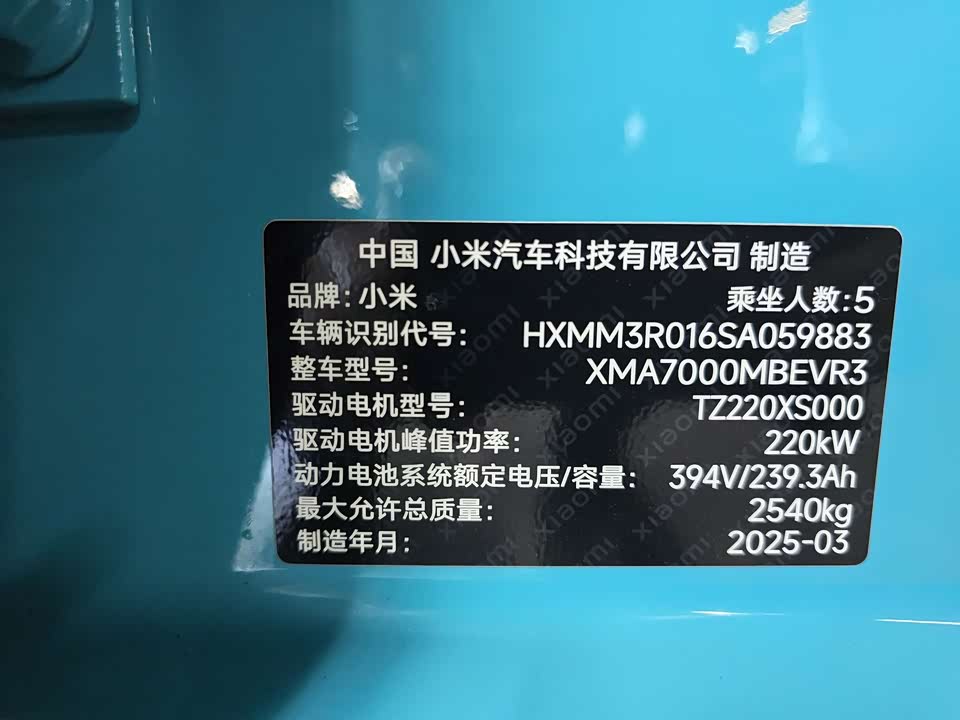 中国 小米汽车科技有限公司 制造
品牌：小米 乘坐人数：5
车辆识别代号： HXMM3R016SA059883
整车型号： XMA7000MBEVR3
驱动电机型号： TZ220XS000
驱动电机峰值功率： 220kW
动力电池系统额定电压/容量： 394V/239.3Ah
最大允许总质量： 2540kg
制造年月： 2025-03